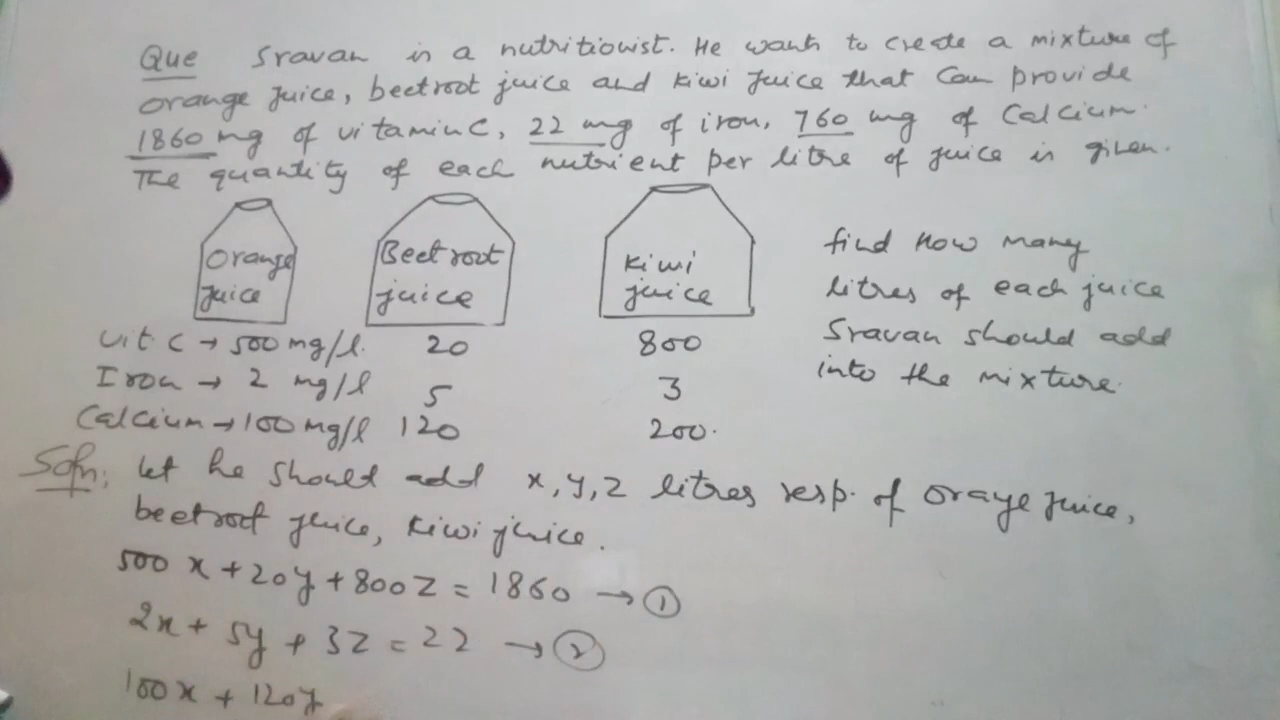 Que Sravan is a nutritionist. He wants to create a mixture of
orange juice, beetroot juice and kiwi juice that can provide
1860 mg of vitamin C, 22 mg of iron, 760 mg of Calcium.
The quantity of each nutrient per litre of juice is given.
Orange juice
Beetroot juice
kiwi juice
find how many
litres of each juice
Sravan should add
into the mixture.
Vit. C → 500 mg/l. 20 800
Iron → 2 mg/l 5 3
Calcium → 100 mg/l 120 200.
Soln: let he should add x, y, z litres resp. of orange juice,
beetroot juice, kiwi juice.
500x + 20y + 800z = 1860 → ①
2x + 5y + 3z = 22 → ②
100x + 120y